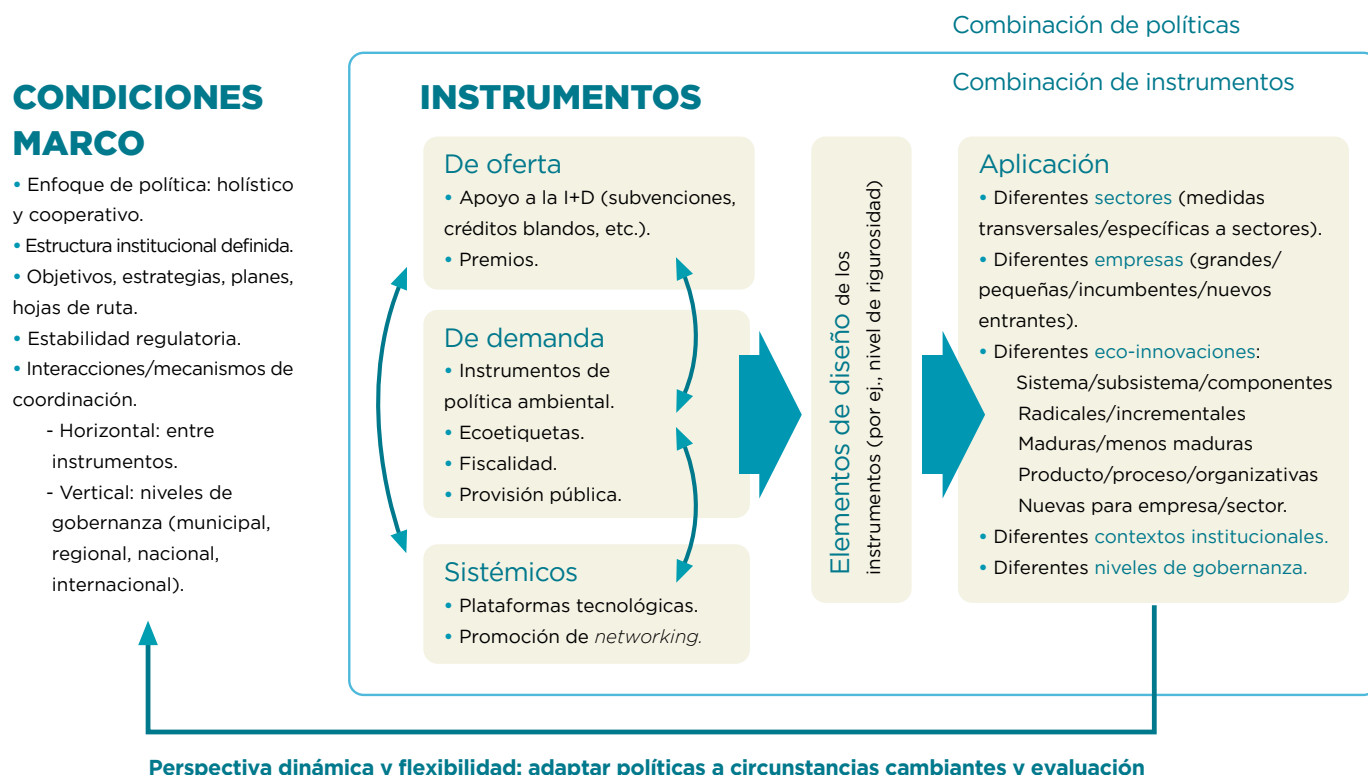 Combinación de políticas
Combinación de instrumentos
CONDICIONES
MARCO
• Enfoque de política: holístico
y cooperativo.
• Estructura institucional definida.
• Objetivos, estrategias, planes,
hojas de ruta.
• Estabilidad regulatoria.
• Interacciones/mecanismos de
coordinación.
- Horizontal: entre
instrumentos.
- Vertical: niveles de
gobernanza (municipal,
regional, nacional,
internacional).
INSTRUMENTOS
De oferta
• Apoyo a la I+D (subvenciones,
créditos blandos, etc.).
• Premios.
De demanda
• Instrumentos de
política ambiental.
• Ecoetiquetas.
• Fiscalidad.
• Provisión pública.
Sistémicos
• Plataformas tecnológicas.
• Promoción de networking.
Elementos de diseño de los
instrumentos (por ej., nivel de rigurosidad)
Aplicación
• Diferentes sectores (medidas
transversales/específicas a sectores).
• Diferentes empresas (grandes/
pequeñas/incumbentes/nuevos
entrantes).
• Diferentes eco-innovaciones:
Sistema/subsistema/componentes
Radicales/incrementales
Maduras/menos maduras
Producto/proceso/organizativas
Nuevas para empresa/sector.
• Diferentes contextos institucionales.
• Diferentes niveles de gobernanza.
Perspectiva dinámica y flexibilidad: adaptar políticas a circunstancias cambiantes y evaluación